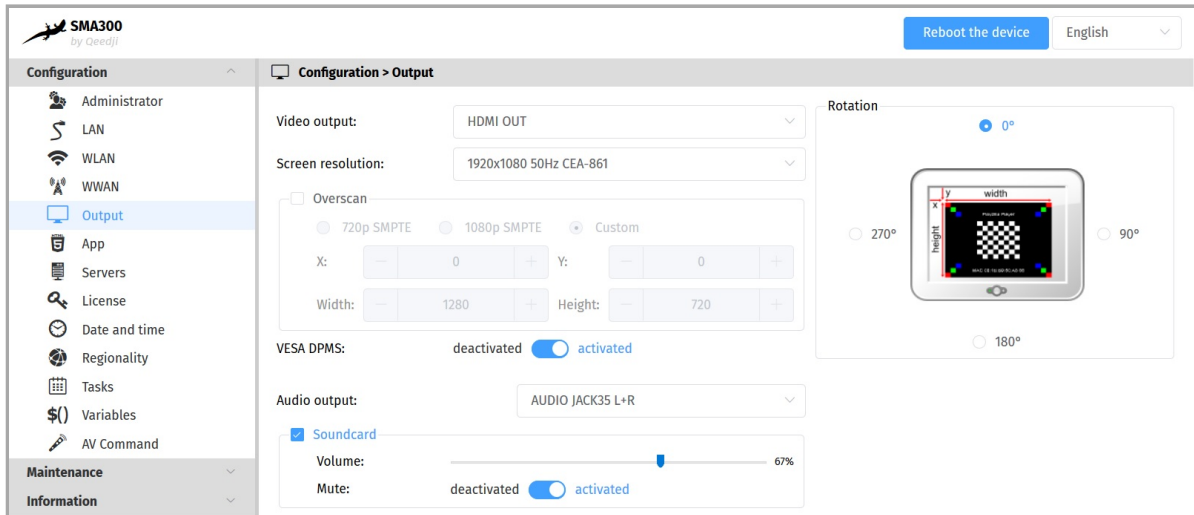 SMA300
by Qeedji
Reboot the device
English
Configuration
Configuration > Output
Administrator
LAN
WLAN
WWAN
Output
App
Servers
License
Date and time
Regionality
Tasks
$() Variables
AV Command
Maintenance
Information
Video output: HDMI OUT
Screen resolution: 1920x1080 50Hz CEA-861
Overscan
720p SMPTE 1080p SMPTE Custom
X: — 0 + Y: — 0 +
Width: — 1280 + Height: — 720 +
VESA DPMS: deactivated activated
Audio output: AUDIO JACK35 L+R
Soundcard
Volume: 67%
Mute: deactivated activated
Rotation
0°
270°
90°
180°
y width
x
height
Player